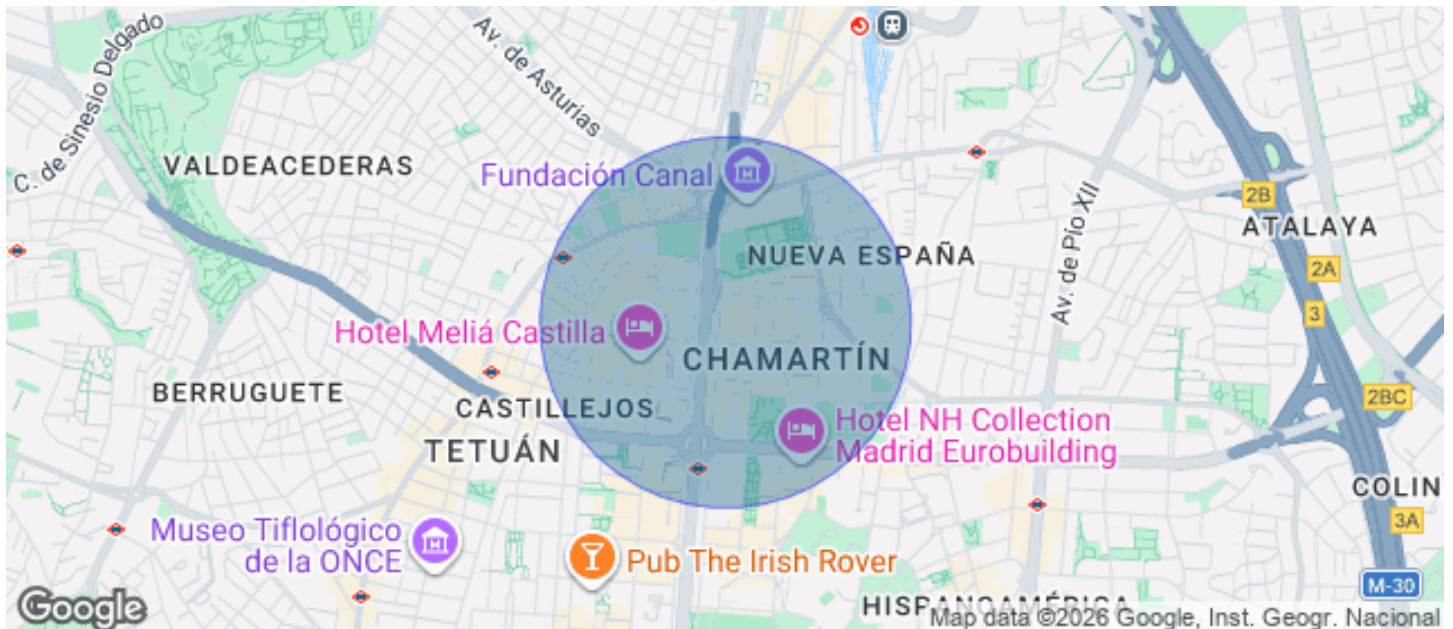 C. de Sinesio Delgado
Av. de Asturias
VALDEACEDERAS
Fundación Canal
NUEVA ESPAÑA
Av. de Pío XII
2B
ATALAYA
2A
3
Hotel Meliá Castilla
CHAMARTÍN
BERRUGUETE
CASTILLEJOS
TETUÁN
Hotel NH Collection
Madrid Eurobuilding
2BC
COLIN
3A
Museo Tiflológico
de la ONCE
Pub The Irish Rover
M-30
HISPANOAMÉRICA
Google
Map data ©2026 Google, Inst. Geogr. Nacional